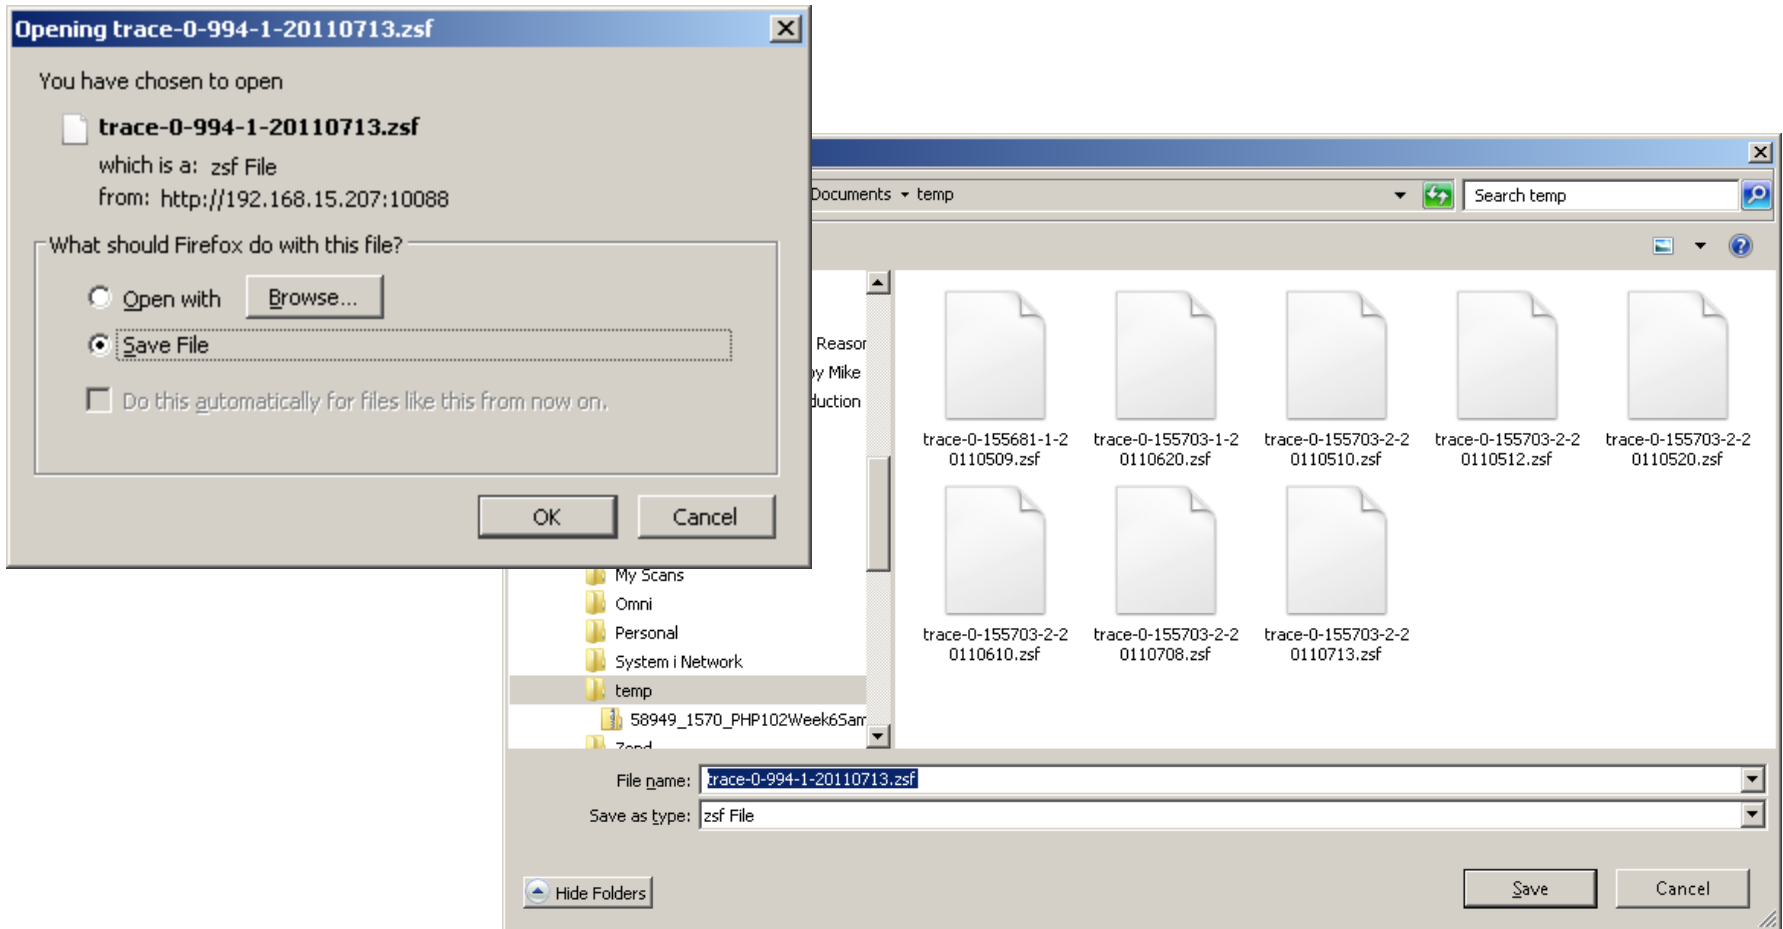 Opening trace-0-994-1-20110713.zsf
You have chosen to open
trace-0-994-1-20110713.zsf
which is a: zsf File
from: http://192.168.15.207:10088
What should Firefox do with this file?
Open with
Browse...
Save File
Do this automatically for files like this from now on.
OK
Cancel
Documents
temp
Search temp
Reason
by Mike
duction
My Scans
Omni
Personal
System i Network
temp
58949_1570_PHP102Week6Sam
Zend
trace-0-155681-1-2
0110509.zsf
trace-0-155703-1-2
0110620.zsf
trace-0-155703-2-2
0110510.zsf
trace-0-155703-2-2
0110512.zsf
trace-0-155703-2-2
0110520.zsf
trace-0-155703-2-2
0110610.zsf
trace-0-155703-2-2
0110708.zsf
trace-0-155703-2-2
0110713.zsf
File name: trace-0-994-1-20110713.zsf
Save as type: zsf File
Hide Folders
Save
Cancel